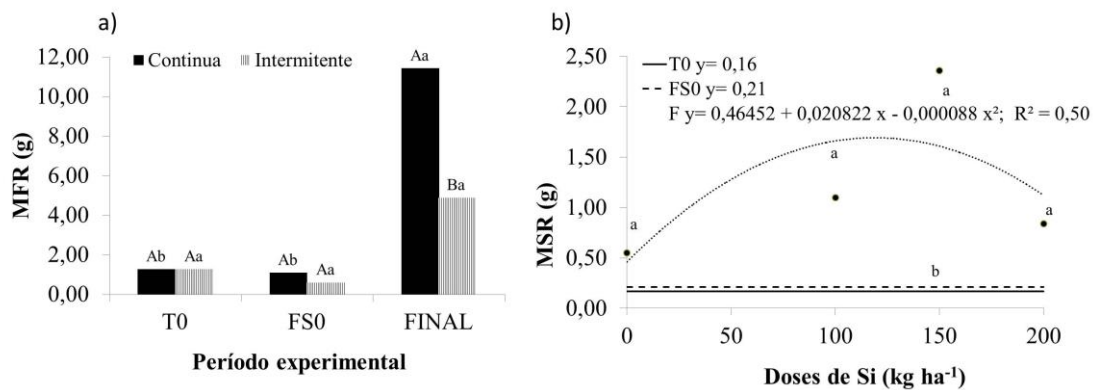 a)
MFR (g)
12,00
10,00
8,00
6,00
4,00
2,00
0,00
Continua Intermitente
Ab Aa
Ab Aa
Aa
Ba
T0 FS0 FINAL
Período experimental
b)
MSR (g)
2,50
2,00
1,50
1,00
0,50
0,00
T0 y= 0,16
FS0 y= 0,21
F y= 0,46452 + 0,020822 x - 0,000088 x²; R² = 0,50
a
a
a
a
b
0 50 100 150 200
Doses de Si (kg ha⁻¹)